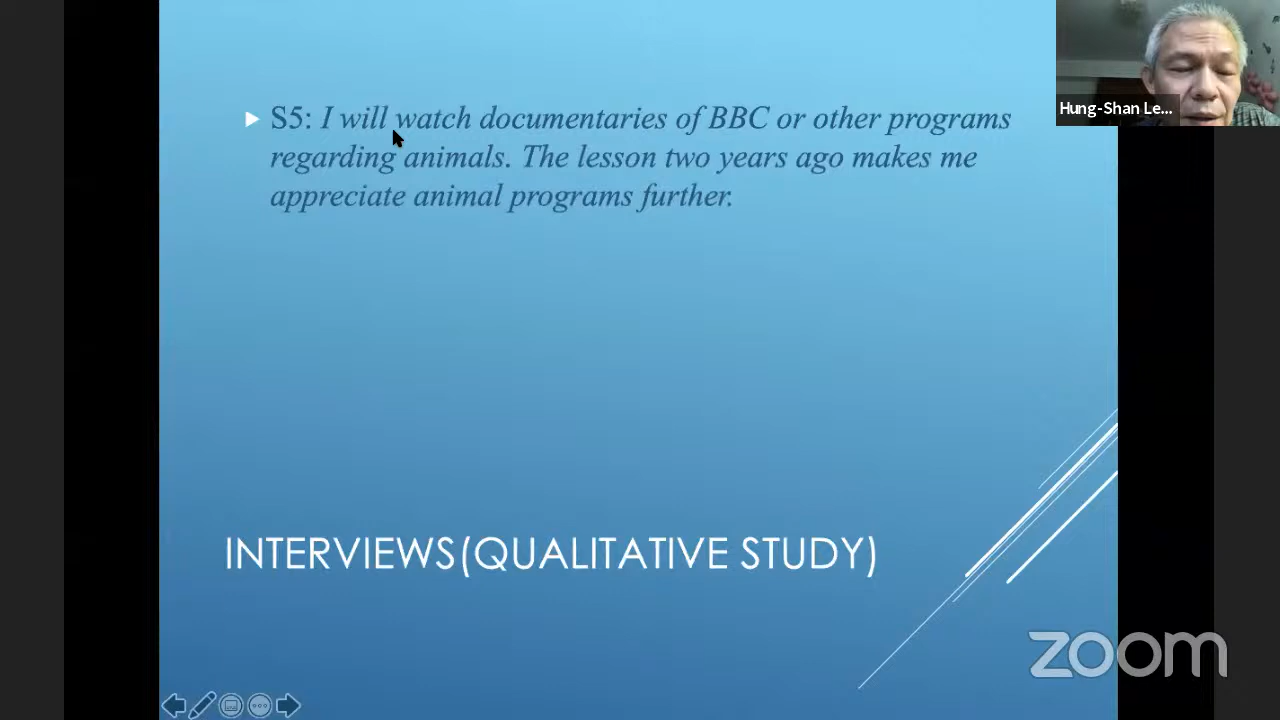 Hung-Shan Le...
S5: I will watch documentaries of BBC or other programs
regarding animals. The lesson two years ago makes me
appreciate animal programs further.
INTERVIEWS(QUALITATIVE STUDY)
zoom